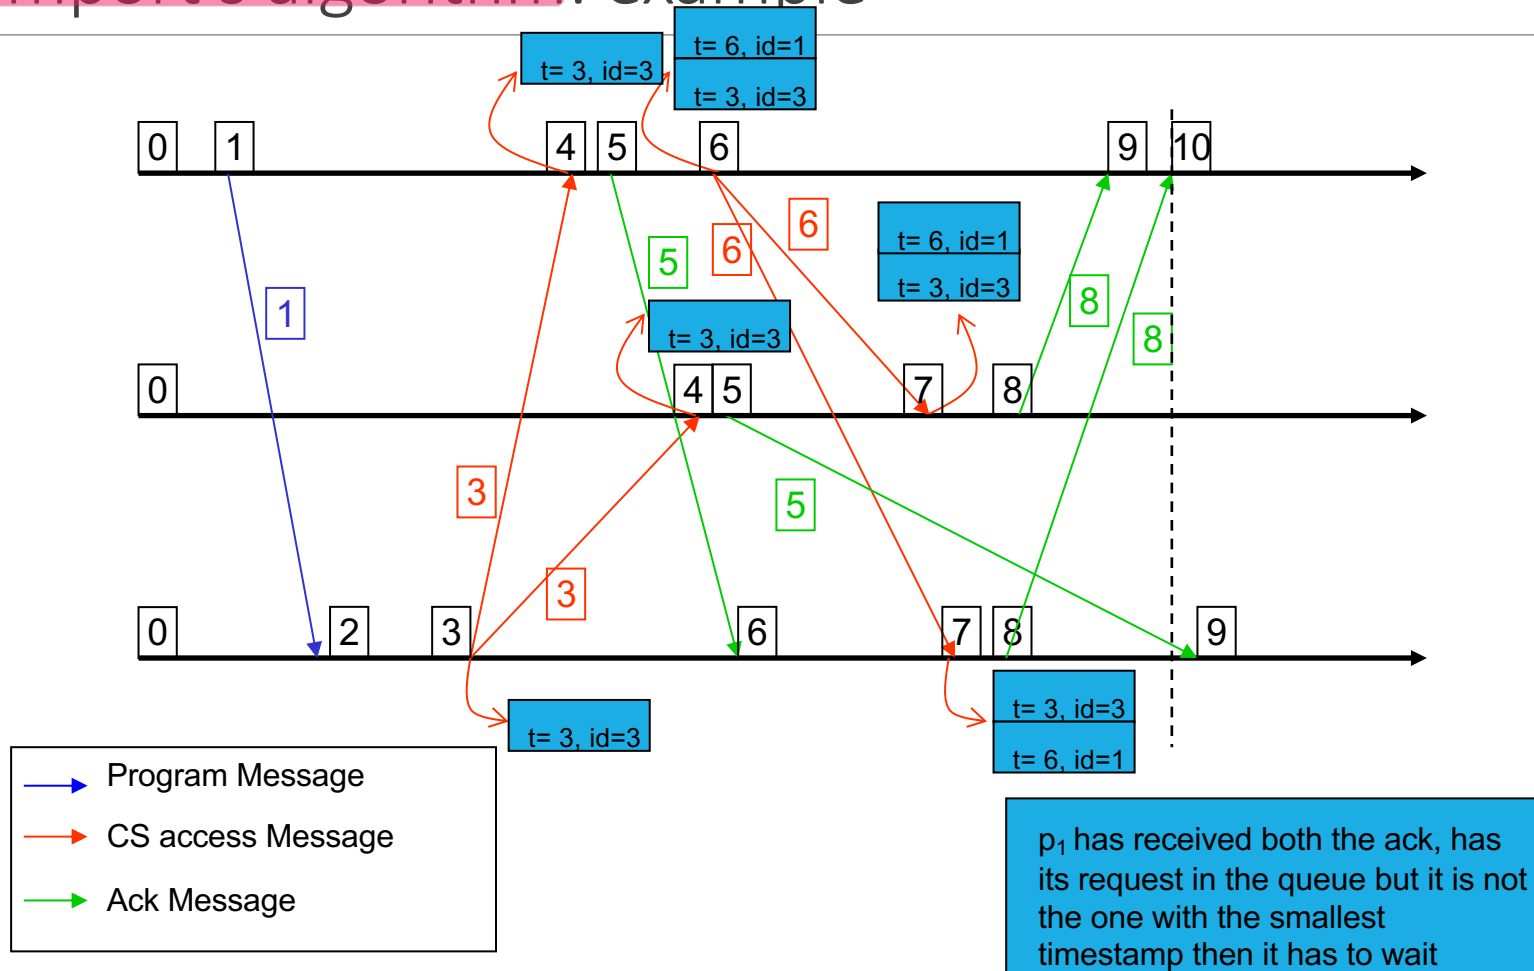 algorithm: example
t= 3, id=3
t= 6, id=1
t= 3, id=3
0 1 4 5 6 9 10
1
5
6
6
t= 6, id=1
t= 3, id=3
8
8
t= 3, id=3
0 4 5 7 8
3
3
5
0 2 3 6 7 8 9
t= 3, id=3
t= 3, id=3
t= 6, id=1
Program Message
CS access Message
Ack Message
p₁ has received both the ack, has
its request in the queue but it is not
the one with the smallest
timestamp then it has to wait